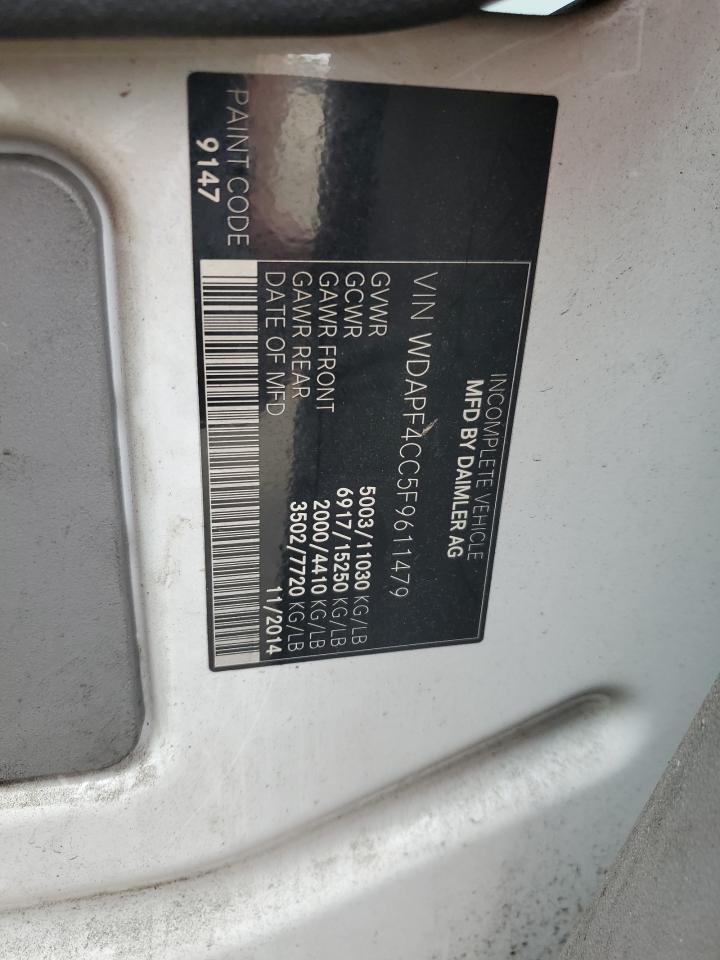 INCOMPLETE VEHICLE
MFD BY DAIMLER AG
VIN WDAPF4CC5F9611479
GVWR 5003/11030 KG/LB
GCWR 6917/15250 KG/LB
GAWR FRONT 2000/4410 KG/LB
GAWR REAR 3502/7720 KG/LB
DATE OF MFD 11/2014
PAINT CODE
9147